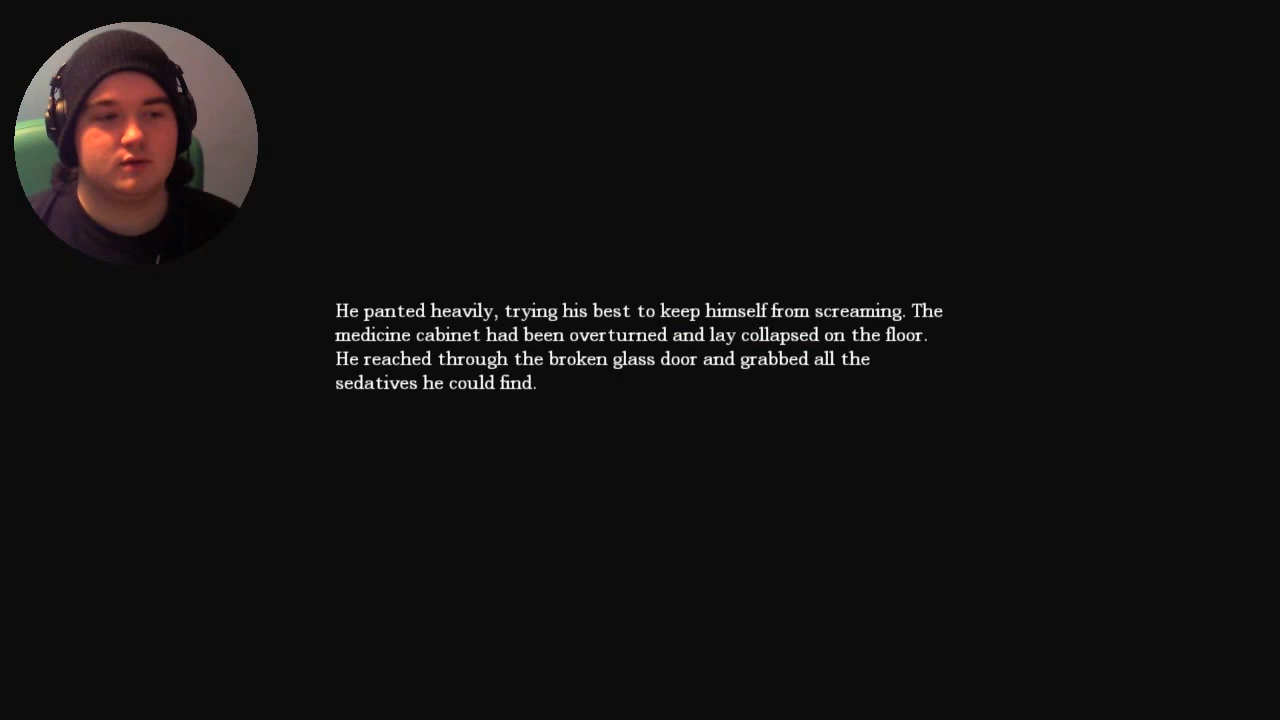 He panted heavily, trying his best to keep himself from screaming. The
medicine cabinet had been overturned and lay collapsed on the floor.
He reached through the broken glass door and grabbed all the
sedatives he could find.